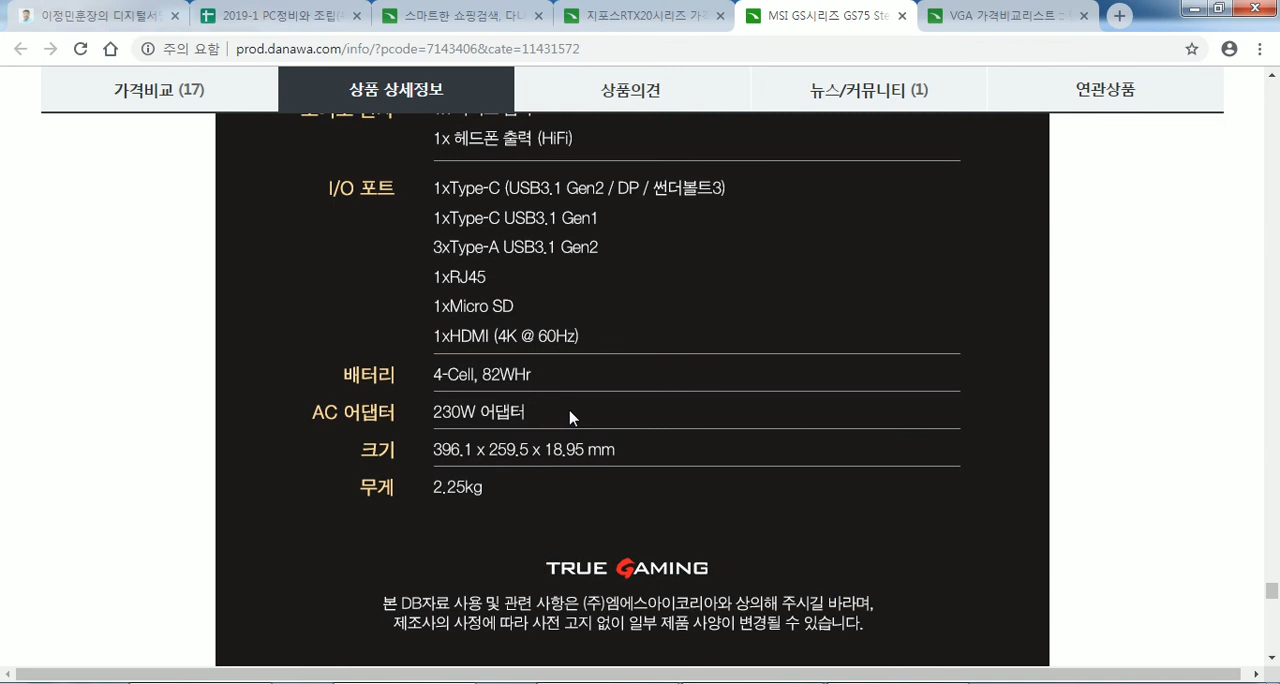 이정민훈장의 디지털서당
2019-1 PC정비와 조립(
스마트한 쇼핑검색, 다나
지포스RTX20시리즈 가격
MSI GS시리즈 GS75 Ste
VGA 가격비교리스트
주의 요함 | prod.danawa.com/info/?pcode=7143406&cate=11431572
가격비교 (17)
상품 상세정보
상품의견
뉴스/커뮤니티 (1)
연관상품
1x 헤드폰 출력 (HiFi)
I/O 포트
1xType-C (USB3.1 Gen2 / DP / 썬더볼트3)
1xType-C USB3.1 Gen1
3xType-A USB3.1 Gen2
1xRJ45
1xMicro SD
1xHDMI (4K @ 60Hz)
배터리 4-Cell, 82WHr
AC 어댑터 230W 어댑터
크기 396.1 x 259.5 x 18.95 mm
무게 2.25kg
TRUE GAMING
본 DB자료 사용 및 관련 사항은 (주)엠에스아이코리아와 상의해 주시길 바라며,
제조사의 사정에 따라 사전 고지 없이 일부 제품 사양이 변경될 수 있습니다.